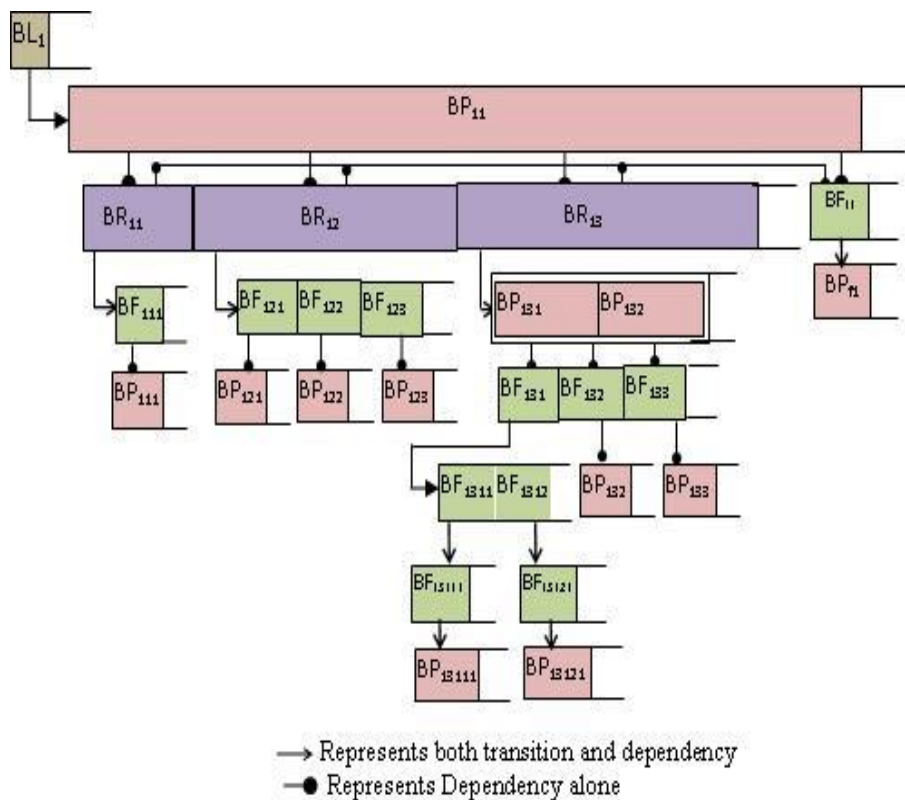 BL₁
BP₁₁
BR₁₁ BR₁₂ BR₁₃ BF₁₁
BF₁₁₁ BF₁₂₁ BF₁₂₂ BF₁₂₃ BP₁₃₁ BP₁₃₂ BP_f1
BP₁₁₁ BP₁₂₁ BP₁₂₂ BP₁₂₃ BF₁₃₁ BF₁₃₂ BF₁₃₃
BF₁₃₁₁ BF₁₃₁₂ BP₁₃₂ BP₁₃₃
BF₁₃₁₁₁ BF₁₃₁₂₁
BP₁₃₁₁₁ BP₁₃₁₂₁
Represents both transition and dependency
Represents Dependency alone